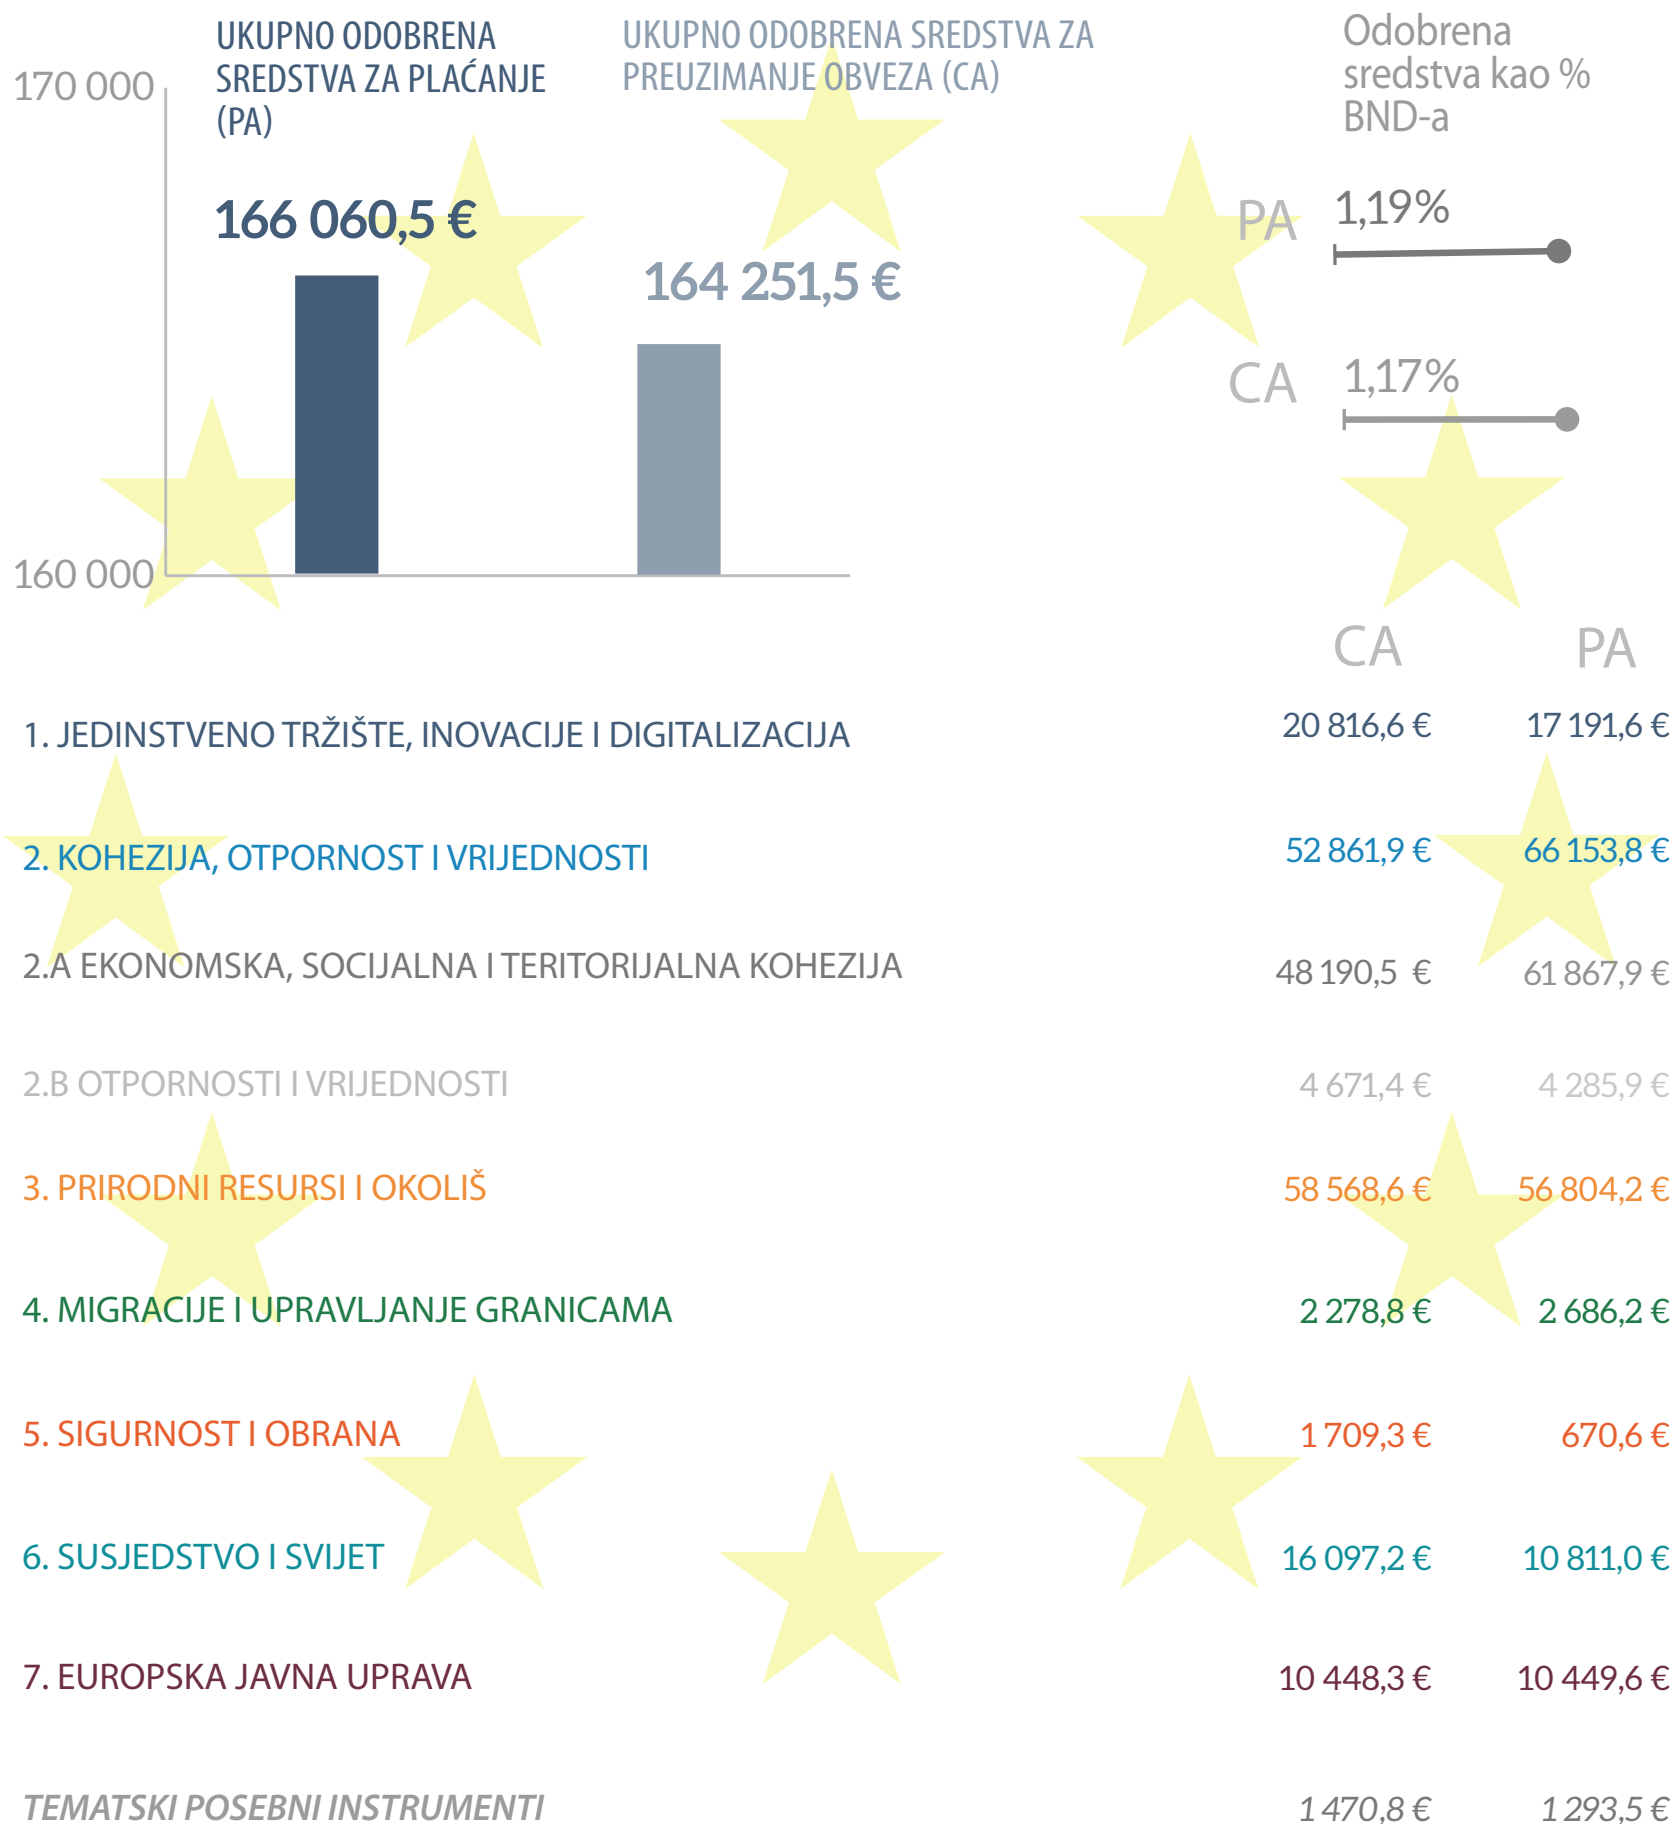 UKUPNO ODOBRENA
SREDSTVA ZA PLAĆANJE
(PA)
UKUPNO ODOBRENA SREDSTVA ZA
PREUZIMANJE OBVEZA (CA)
Odobrena
sredstva kao %
BND-a
170 000
166 060,5 €
164 251,5 €
PA 1,19%
CA 1,17%
160 000
CA PA
1. JEDINSTVENO TRŽIŠTE, INOVACIJE I DIGITALIZACIJA 20 816,6 € 17 191,6 €
2. KOHEZIJA, OTPORNOST I VRIJEDNOSTI 52 861,9 € 66 153,8 €
2.A EKONOMSKA, SOCIJALNA I TERITORIJALNA KOHEZIJA 48 190,5 € 61 867,9 €
2.B OTPORNOSTI I VRIJEDNOSTI 4 671,4 € 4 285,9 €
3. PRIRODNI RESURSI I OKOLIŠ 58 568,6 € 56 804,2 €
4. MIGRACIJE I UPRAVLJANJE GRANICAMA 2 278,8 € 2 686,2 €
5. SIGURNOST I OBRANA 1 709,3 € 670,6 €
6. SUSJEDSTVO I SVIJET 16 097,2 € 10 811,0 €
7. EUROPSKA JAVNA UPRAVA 10 448,3 € 10 449,6 €
TEMATSKI POSEBNI INSTRUMENTI 1 470,8 € 1 293,5 €